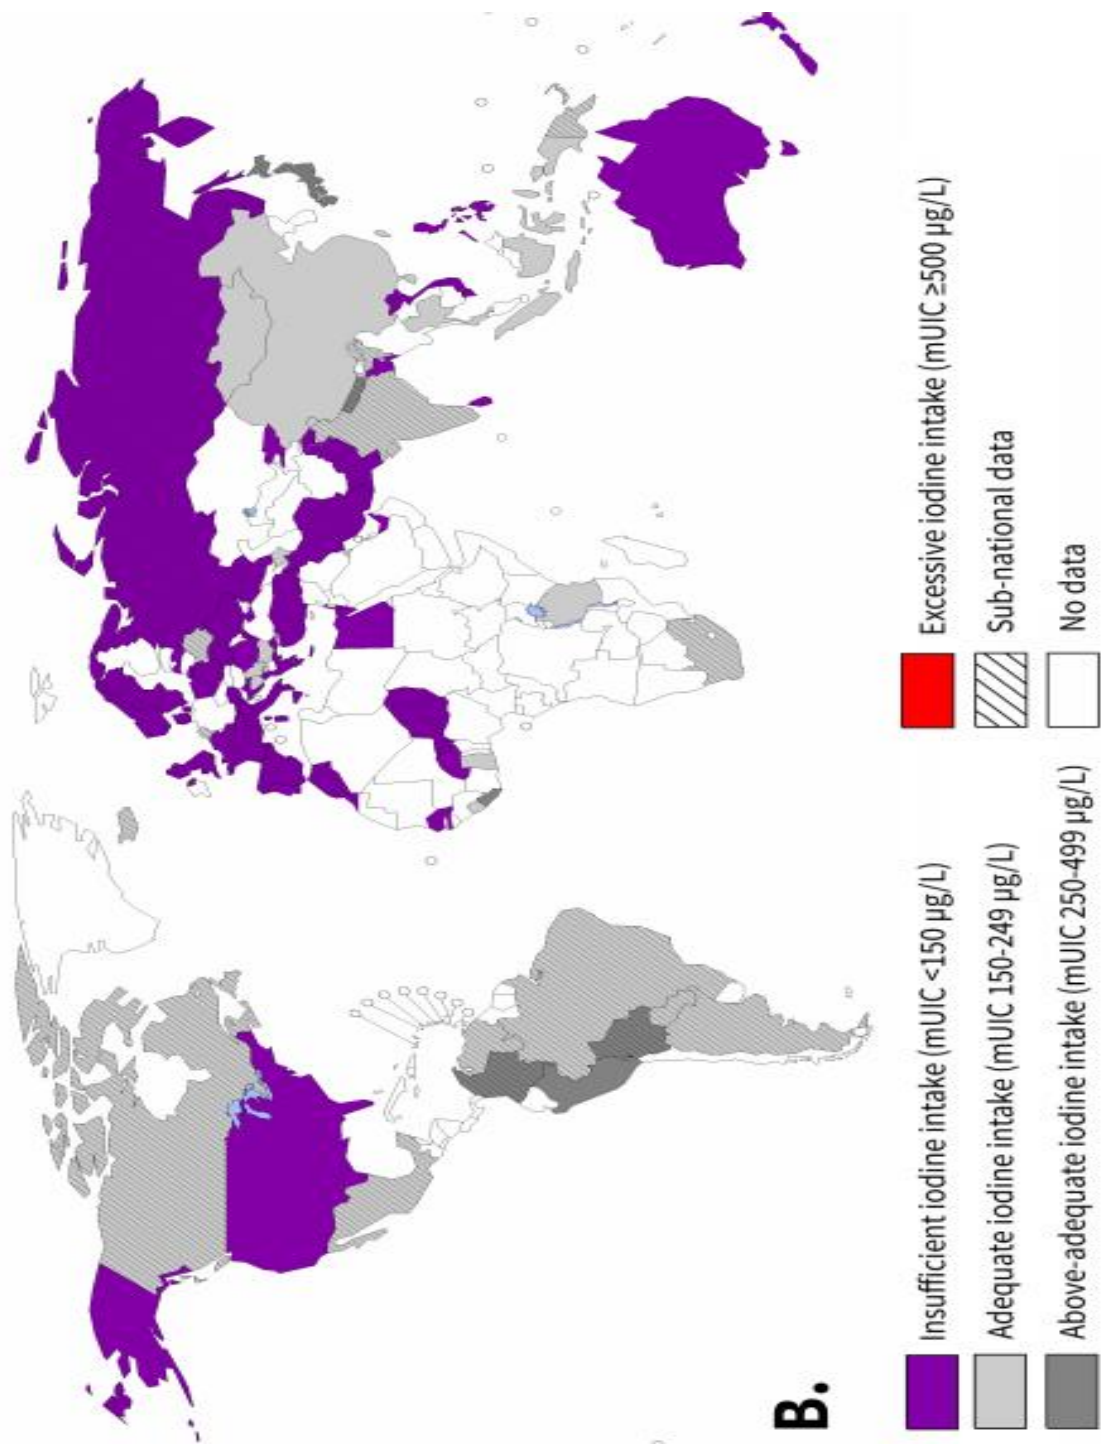 B.
Insufficient iodine intake (mUIC <150 µg/L)
Adequate iodine intake (mUIC 150-249 µg/L)
Above-adequate iodine intake (mUIC 250-499 µg/L)
Excessive iodine intake (mUIC ≥500 µg/L)
Sub-national data
No data